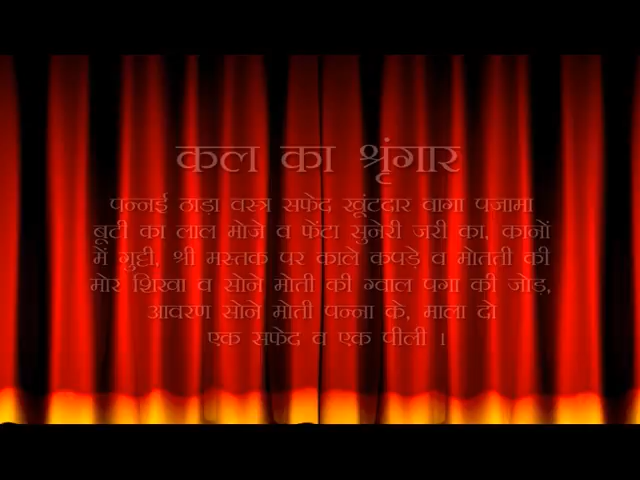 कल का श्रृंगार
पन्नई ठाड़ा वस्त्र सफेद खूंटदार वागा पजामा
बूटी का लाल मोजे व फेंटा सुनेरी जरी का, कानों
में गुट्टी, श्री मस्तक पर काले कपड़े व मोतती की
मोर शिखा व सोने मोती की ग्वाल पगा की जोड़,
आवरण सोने मोती पन्ना के, माला दो
एक सफेद व एक पीली ।